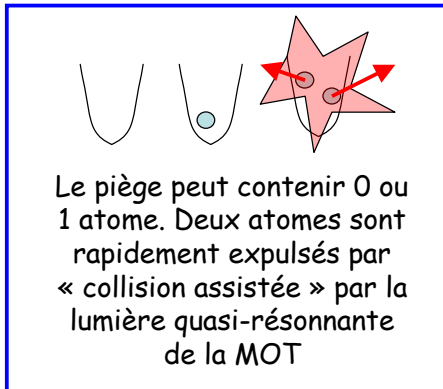 Le piège peut contenir 0 ou
1 atome. Deux atomes sont
rapidement expulsés par
« collision assistée » par la
lumière quasi-résonnante
de la MOT